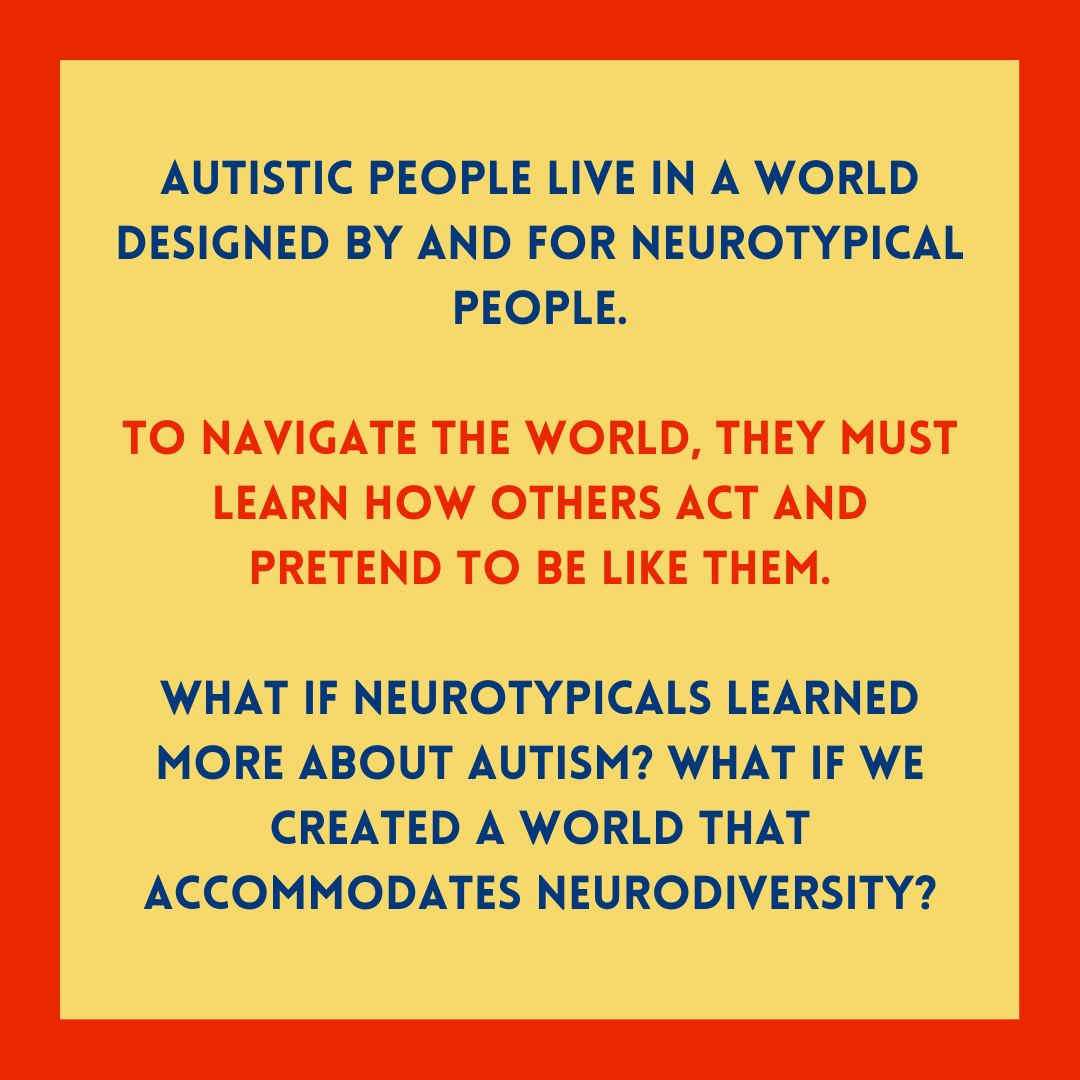 AUTISTIC PEOPLE LIVE IN A WORLD
DESIGNED BY AND FOR NEUROTYPICAL
PEOPLE.
TO NAVIGATE THE WORLD, THEY MUST
LEARN HOW OTHERS ACT AND
PRETEND TO BE LIKE THEM.
WHAT IF NEUROTYPICALS LEARNED
MORE ABOUT AUTISM? WHAT IF WE
CREATED A WORLD THAT
ACCOMMODATES NEURODIVERSITY?